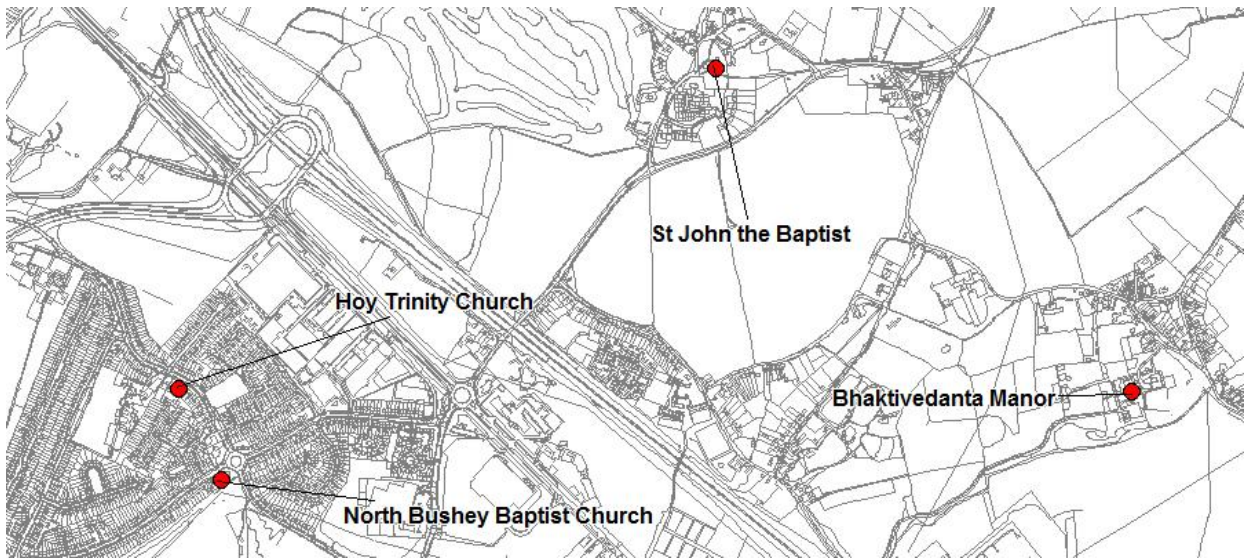 St John the Baptist
Hoy Trinity Church
Bhaktivedanta Manor
North Bushey Baptist Church